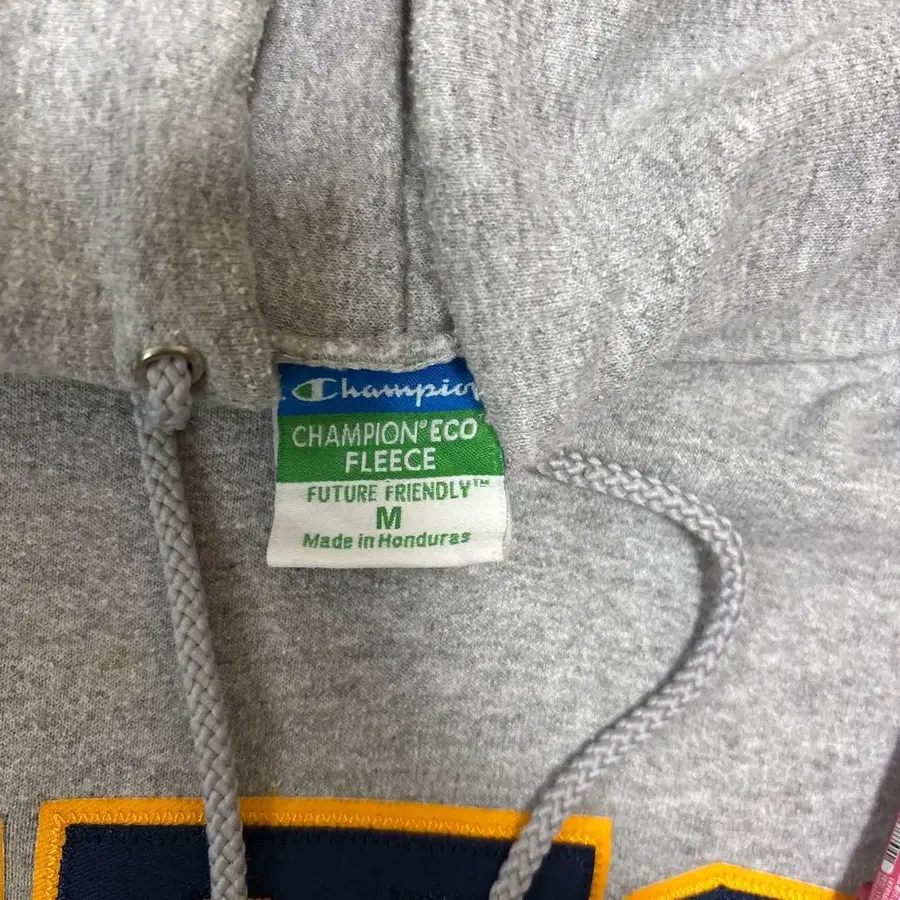 Champion
CHAMPION® ECO™
FLEECE
FUTURE FRIENDLY™
M
Made in Honduras